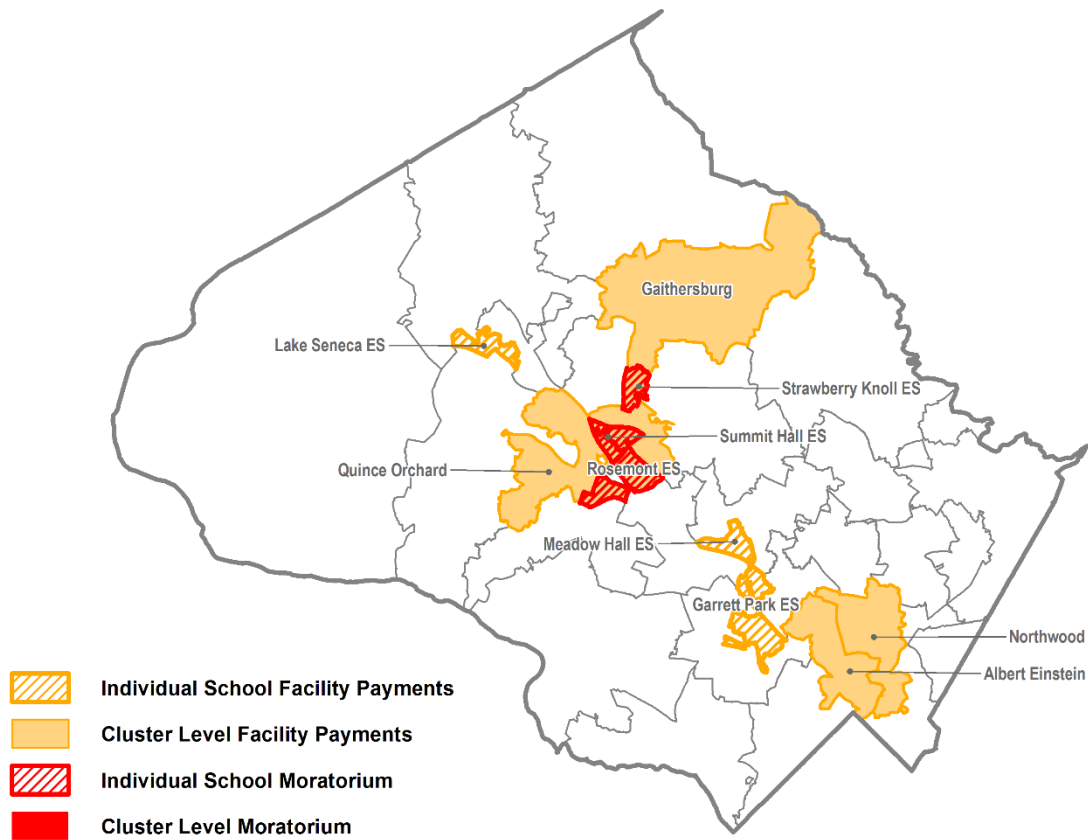 Gaithersburg
Lake Seneca ES
Strawberry Knoll ES
Summit Hall ES
Quince Orchard
Rosemont ES
Meadow Hall ES
Garrett Park ES
Northwood
Albert Einstein
Individual School Facility Payments
Cluster Level Facility Payments
Individual School Moratorium
Cluster Level Moratorium